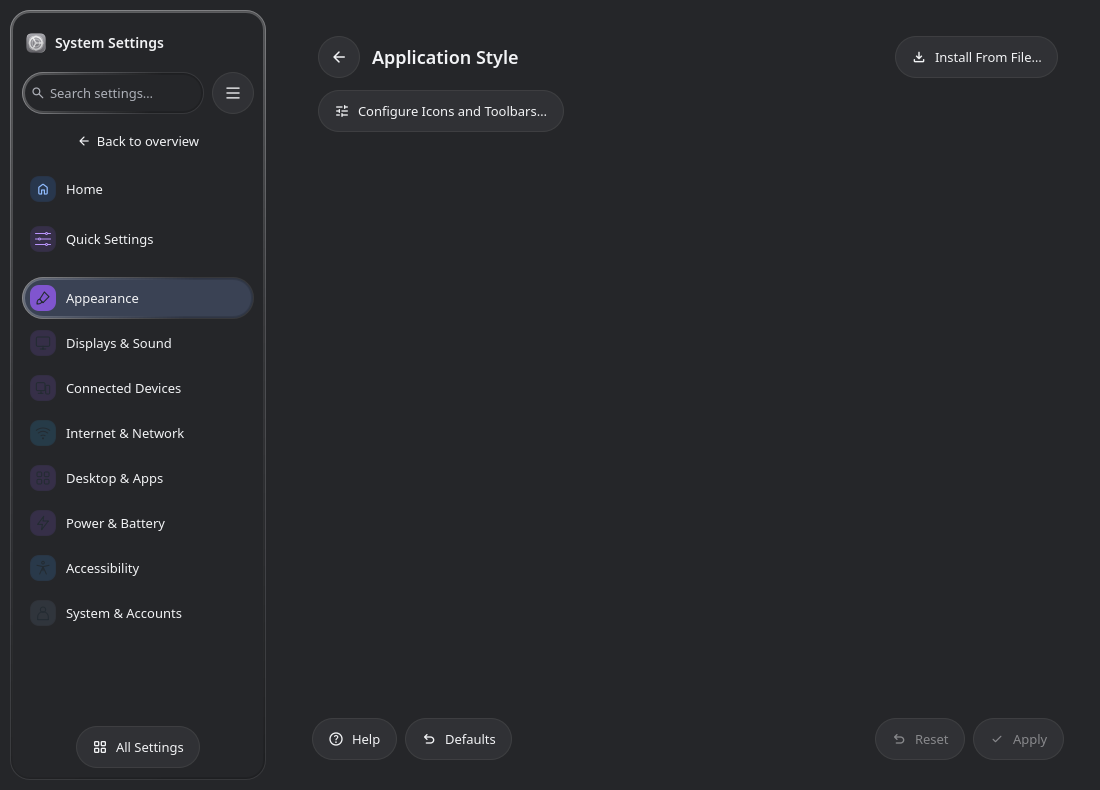 System Settings
Search settings...
Back to overview
Home
Quick Settings
Appearance
Displays & Sound
Connected Devices
Internet & Network
Desktop & Apps
Power & Battery
Accessibility
System & Accounts
All Settings
Application Style
Install From File...
Configure Icons and Toolbars...
Help
Defaults
Reset
Apply